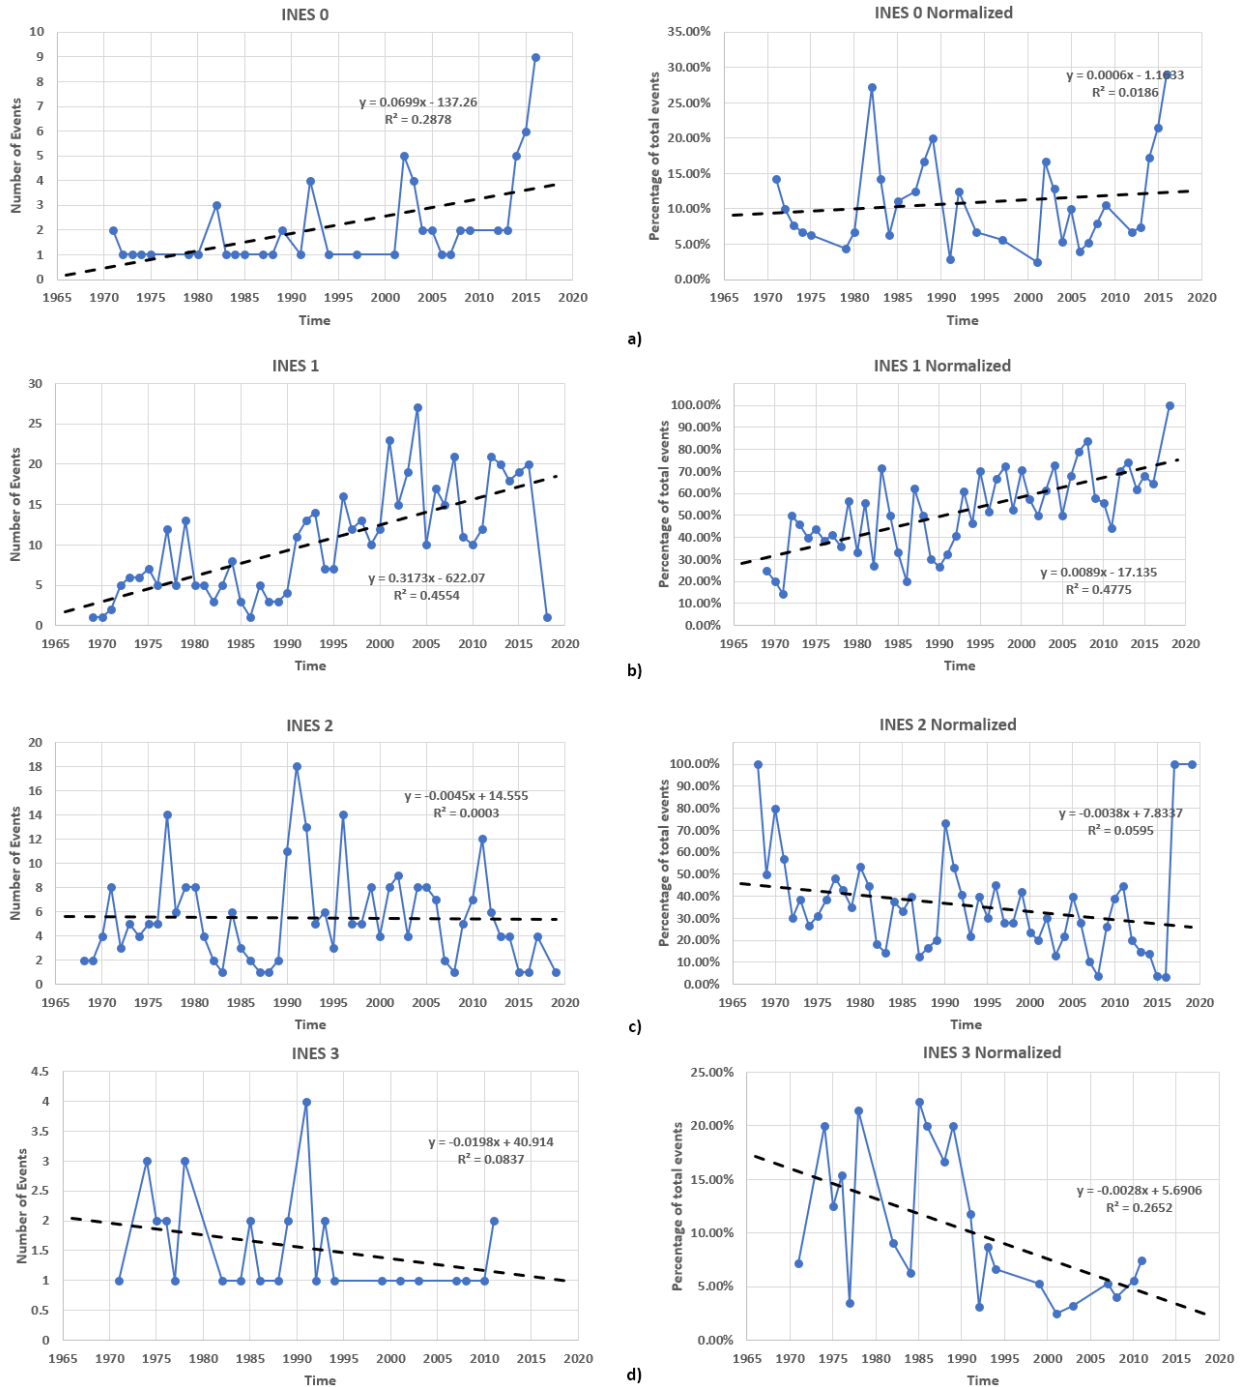 INES 0
Number of Events
10
9
8
7
6
5
4
3
2
1
0
y = 0.0699x - 137.26
R² = 0.2878
1965 1970 1975 1980 1985 1990 1995 2000 2005 2010 2015 2020
Time
INES 0 Normalized
Percentage of total events
35.00%
30.00%
25.00%
20.00%
15.00%
10.00%
5.00%
0.00%
y = 0.0006x - 1.1033
R² = 0.0186
1965 1970 1975 1980 1985 1990 1995 2000 2005 2010 2015 2020
Time
a)
INES 1
Number of Events
30
25
20
15
10
5
0
y = 0.3173x - 622.07
R² = 0.4554
1965 1970 1975 1980 1985 1990 1995 2000 2005 2010 2015 2020
Time
INES 1 Normalized
Percentage of total events
100.00%
90.00%
80.00%
70.00%
60.00%
50.00%
40.00%
30.00%
20.00%
10.00%
0.00%
y = 0.0089x - 17.135
R² = 0.4775
1965 1970 1975 1980 1985 1990 1995 2000 2005 2010 2015 2020
Time
b)
INES 2
Number of Events
20
18
16
14
12
10
8
6
4
2
0
y = -0.0045x + 14.555
R² = 0.0003
1965 1970 1975 1980 1985 1990 1995 2000 2005 2010 2015 2020
Time
INES 2 Normalized
Percentage of total events
100.00%
90.00%
80.00%
70.00%
60.00%
50.00%
40.00%
30.00%
20.00%
10.00%
0.00%
y = -0.0038x + 7.8337
R² = 0.0595
1965 1970 1975 1980 1985 1990 1995 2000 2005 2010 2015 2020
Time
c)
INES 3
Number of Events
4.5
4
3.5
3
2.5
2
1.5
1
0.5
0
y = -0.0198x + 40.914
R² = 0.0837
1965 1970 1975 1980 1985 1990 1995 2000 2005 2010 2015 2020
Time
INES 3 Normalized
Percentage of total events
25.00%
20.00%
15.00%
10.00%
5.00%
0.00%
y = -0.0028x + 5.6906
R² = 0.2652
1965 1970 1975 1980 1985 1990 1995 2000 2005 2010 2015 2020
Time
d)